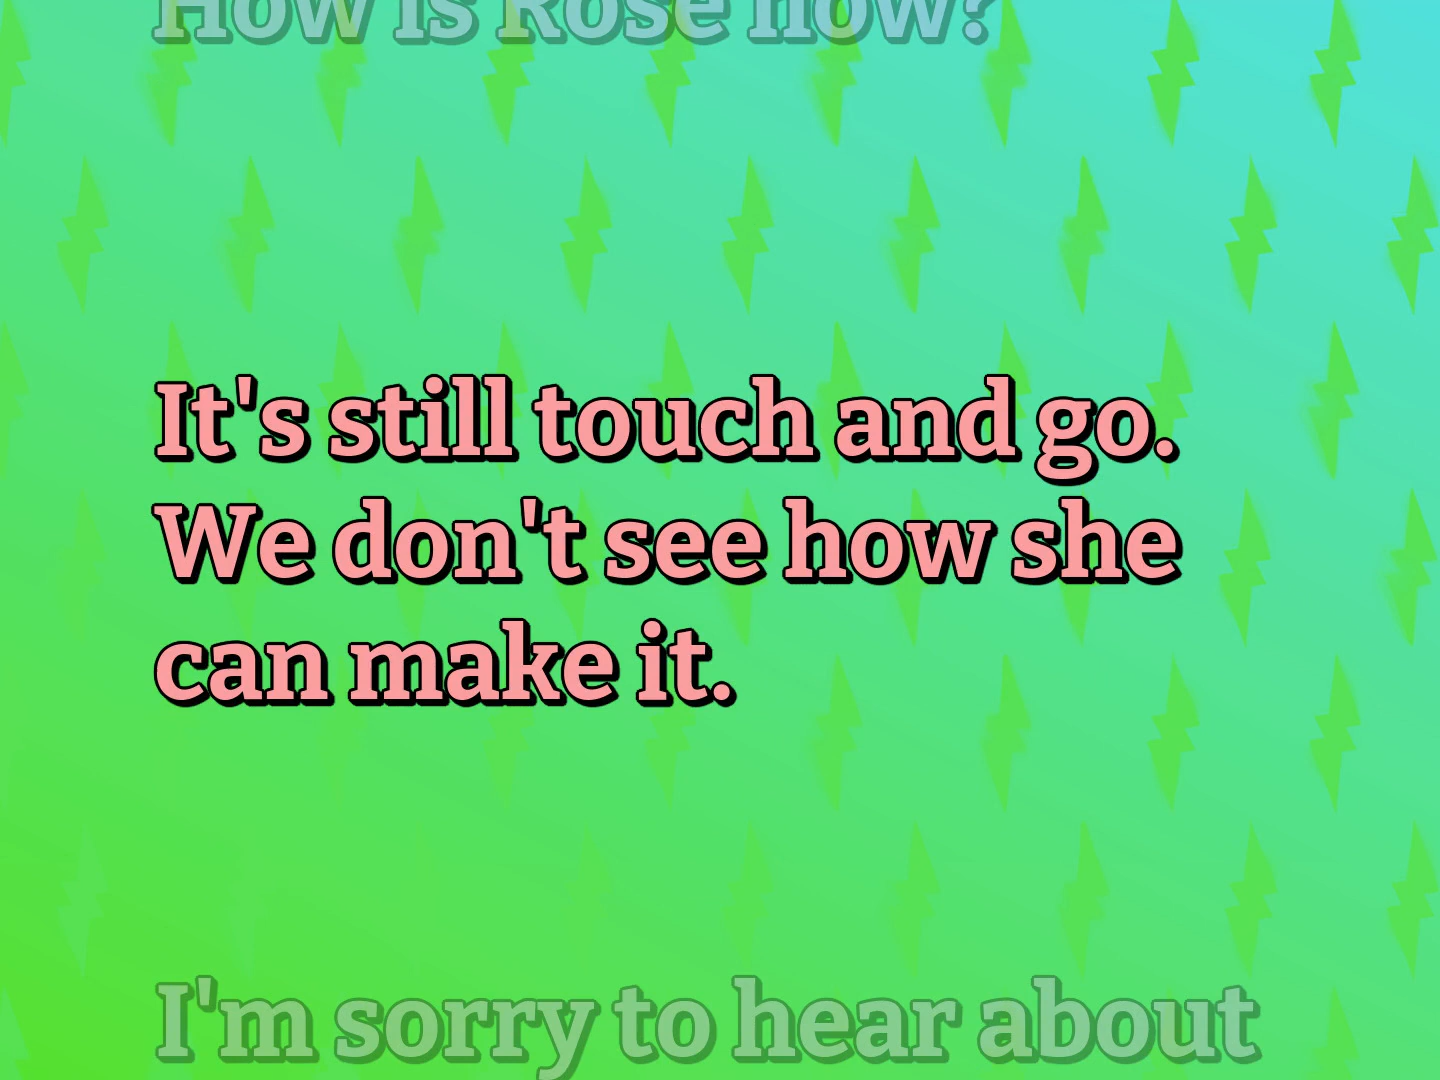 How is Rose now?
It's still touch and go.
We don't see how she
can make it.
I'm sorry to hear about